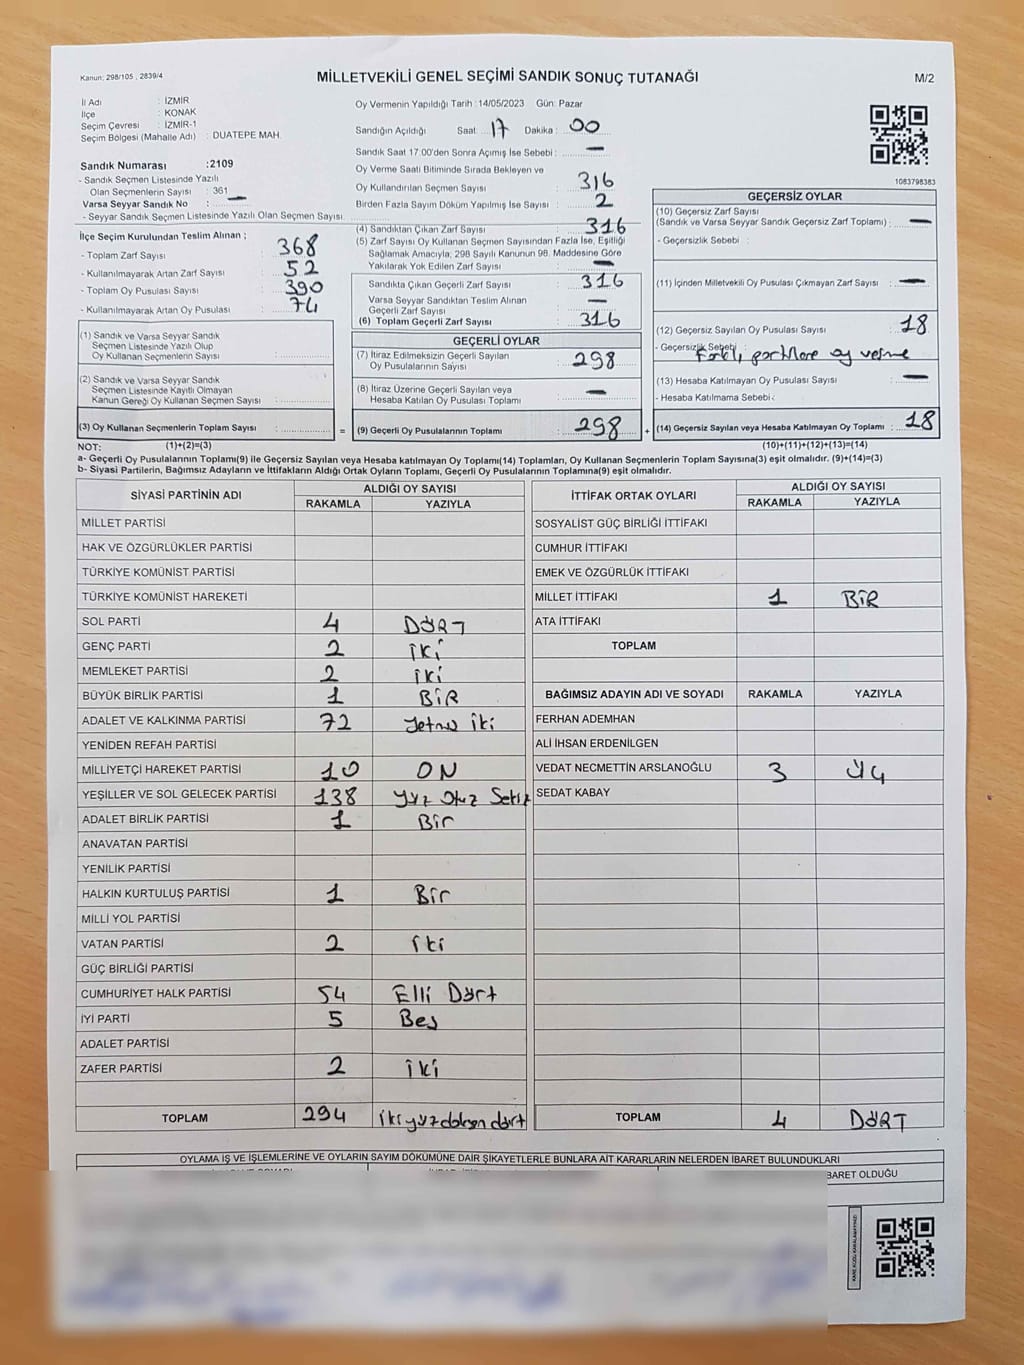 Kanun: 298/105 , 2839/4
MİLLETVEKİLİ GENEL SEÇİMİ SANDIK SONUÇ TUTANAĞI
M/2
İl Adı : İZMİR
İlçe : KONAK
Seçim Çevresi : İZMİR-1
Seçim Bölgesi (Mahalle Adı) : DUATEPE MAH.
Sandık Numarası :2109
- Sandık Seçmen Listesinde Yazılı
Olan Seçmenlerin Sayısı : 361
Varsa Seyyar Sandık No : —
- Seyyar Sandık Seçmen Listesinde Yazılı Olan Seçmen Sayısı:
Oy Vermenin Yapıldığı Tarih :14/05/2023 Gün: Pazar
Sandığın Açıldığı Saat: 17 Dakika : 00
Sandık Saat 17:00'den Sonra Açımış İse Sebebi : —
Oy Verme Saati Bitiminde Sırada Bekleyen ve
Oy Kullandırılan Seçmen Sayısı : 316
Birden Fazla Sayım Döküm Yapılmış İse Sayısı : 2
1083798383
İlçe Seçim Kurulundan Teslim Alınan ;
- Toplam Zarf Sayısı : 368
- Kullanılmayarak Artan Zarf Sayısı : 52
- Toplam Oy Pusulası Sayısı : 390
- Kullanılmayarak Artan Oy Pusulası : 74
(4) Sandıktan Çıkan Zarf Sayısı : 316
(5) Zarf Sayısı Oy Kullanan Seçmen Sayısından Fazla İse, Eşitliği
Sağlamak Amacıyla; 298 Sayılı Kanunun 98. Maddesine Göre
Yakılarak Yok Edilen Zarf Sayısı : —
Sandıkta Çıkan Geçerli Zarf Sayısı : 316
Varsa Seyyar Sandıktan Teslim Alınan
Geçerli Zarf Sayısı : —
(6) Toplam Geçerli Zarf Sayısı : 316
GEÇERSİZ OYLAR
(10) Geçersiz Zarf Sayısı
(Sandık ve Varsa Seyyar Sandık Geçersiz Zarf Toplamı) : —
- Geçersizlik Sebebi :
(11) İçinden Milletvekili Oy Pusulası Çıkmayan Zarf Sayısı : —
(12) Geçersiz Sayılan Oy Pusulası Sayısı : 18
- Geçersizlik Sebebi : Farklı partilere oy verme
(13) Hesaba Katılmayan Oy Pusulası Sayısı : —
- Hesaba Katılmama Sebebi :
(14) Geçersiz Sayılan veya Hesaba Katılmayan Oy Toplamı : 18
(1) Sandık ve Varsa Seyyar Sandık
Seçmen Listesinde Yazılı Olup
Oy Kullanan Seçmenlerin Sayısı :
(2) Sandık ve Varsa Seyyar Sandık
Seçmen Listesinde Kayıtlı Olmayan
Kanun Gereği Oy Kullanan Seçmen Sayısı :
(3) Oy Kullanan Seçmenlerin Toplam Sayısı :
GEÇERLİ OYLAR
(7) İtiraz Edilmeksizin Geçerli Sayılan
Oy Pusulalarının Sayısı : 298
(8) İtiraz Üzerine Geçerli Sayılan veya
Hesaba Katılan Oy Pusulası Toplamı : —
= (9) Geçerli Oy Pusulalarının Toplamı : 298 +
NOT: (1)+(2)=(3) (10)+(11)+(12)+(13)=(14)
a- Geçerli Oy Pusulalarının Toplamı(9) ile Geçersiz Sayılan veya Hesaba katılmayan Oy Toplamı(14) Toplamları, Oy Kullanan Seçmenlerin Toplam Sayısına(3) eşit olmalıdır. (9)+(14)=(3)
b- Siyasi Partilerin, Bağımsız Adayların ve İttifakların Aldığı Ortak Oyların Toplamı, Geçerli Oy Pusulalarının Toplamına(9) eşit olmalıdır.
SİYASİ PARTİNİN ADI ALDIĞI OY SAYISI
RAKAMLA YAZIYLA
MİLLET PARTİSİ
HAK VE ÖZGÜRLÜKLER PARTİSİ
TÜRKİYE KOMÜNİST PARTİSİ
TÜRKİYE KOMÜNİST HAREKETİ
SOL PARTİ 4 DÖRT
GENÇ PARTİ 2 iki
MEMLEKET PARTİSİ 2 iki
BÜYÜK BİRLİK PARTİSİ 1 BİR
ADALET VE KALKINMA PARTİSİ 72 Yetmiş iki
YENİDEN REFAH PARTİSİ
MİLLİYETÇİ HAREKET PARTİSİ 10 ON
YEŞİLLER VE SOL GELECEK PARTİSİ 138 Yüz Otuz Sekiz
ADALET BİRLİK PARTİSİ 1 Bir
ANAVATAN PARTİSİ
YENİLİK PARTİSİ
HALKIN KURTULUŞ PARTİSİ 1 Bir
MİLLİ YOL PARTİSİ
VATAN PARTİSİ 2 iki
GÜÇ BİRLİĞİ PARTİSİ
CUMHURİYET HALK PARTİSİ 54 Elli Dört
İYİ PARTİ 5 Beş
ADALET PARTİSİ
ZAFER PARTİSİ 2 iki
TOPLAM 294 ikiyüzdoksan dört
İTTİFAK ORTAK OYLARI ALDIĞI OY SAYISI
RAKAMLA YAZIYLA
SOSYALİST GÜÇ BİRLİĞİ İTTİFAKI
CUMHUR İTTİFAKI
EMEK VE ÖZGÜRLÜK İTTİFAKI
MİLLET İTTİFAKI 1 BİR
ATA İTTİFAKI
TOPLAM
BAĞIMSIZ ADAYIN ADI VE SOYADI RAKAMLA YAZIYLA
FERHAN ADEMHAN
ALİ İHSAN ERDENİLGEN
VEDAT NECMETTİN ARSLANOĞLU 3 Üç
SEDAT KABAY
TOPLAM 4 DÖRT
OYLAMA İŞ VE İŞLEMLERİNE VE OYLARIN SAYIM DÖKÜMÜNE DAİR ŞİKAYETLERLE BUNLARA AİT KARARLARIN NELERDEN İBARET BULUNDUKLARI
BARET OLDUĞU